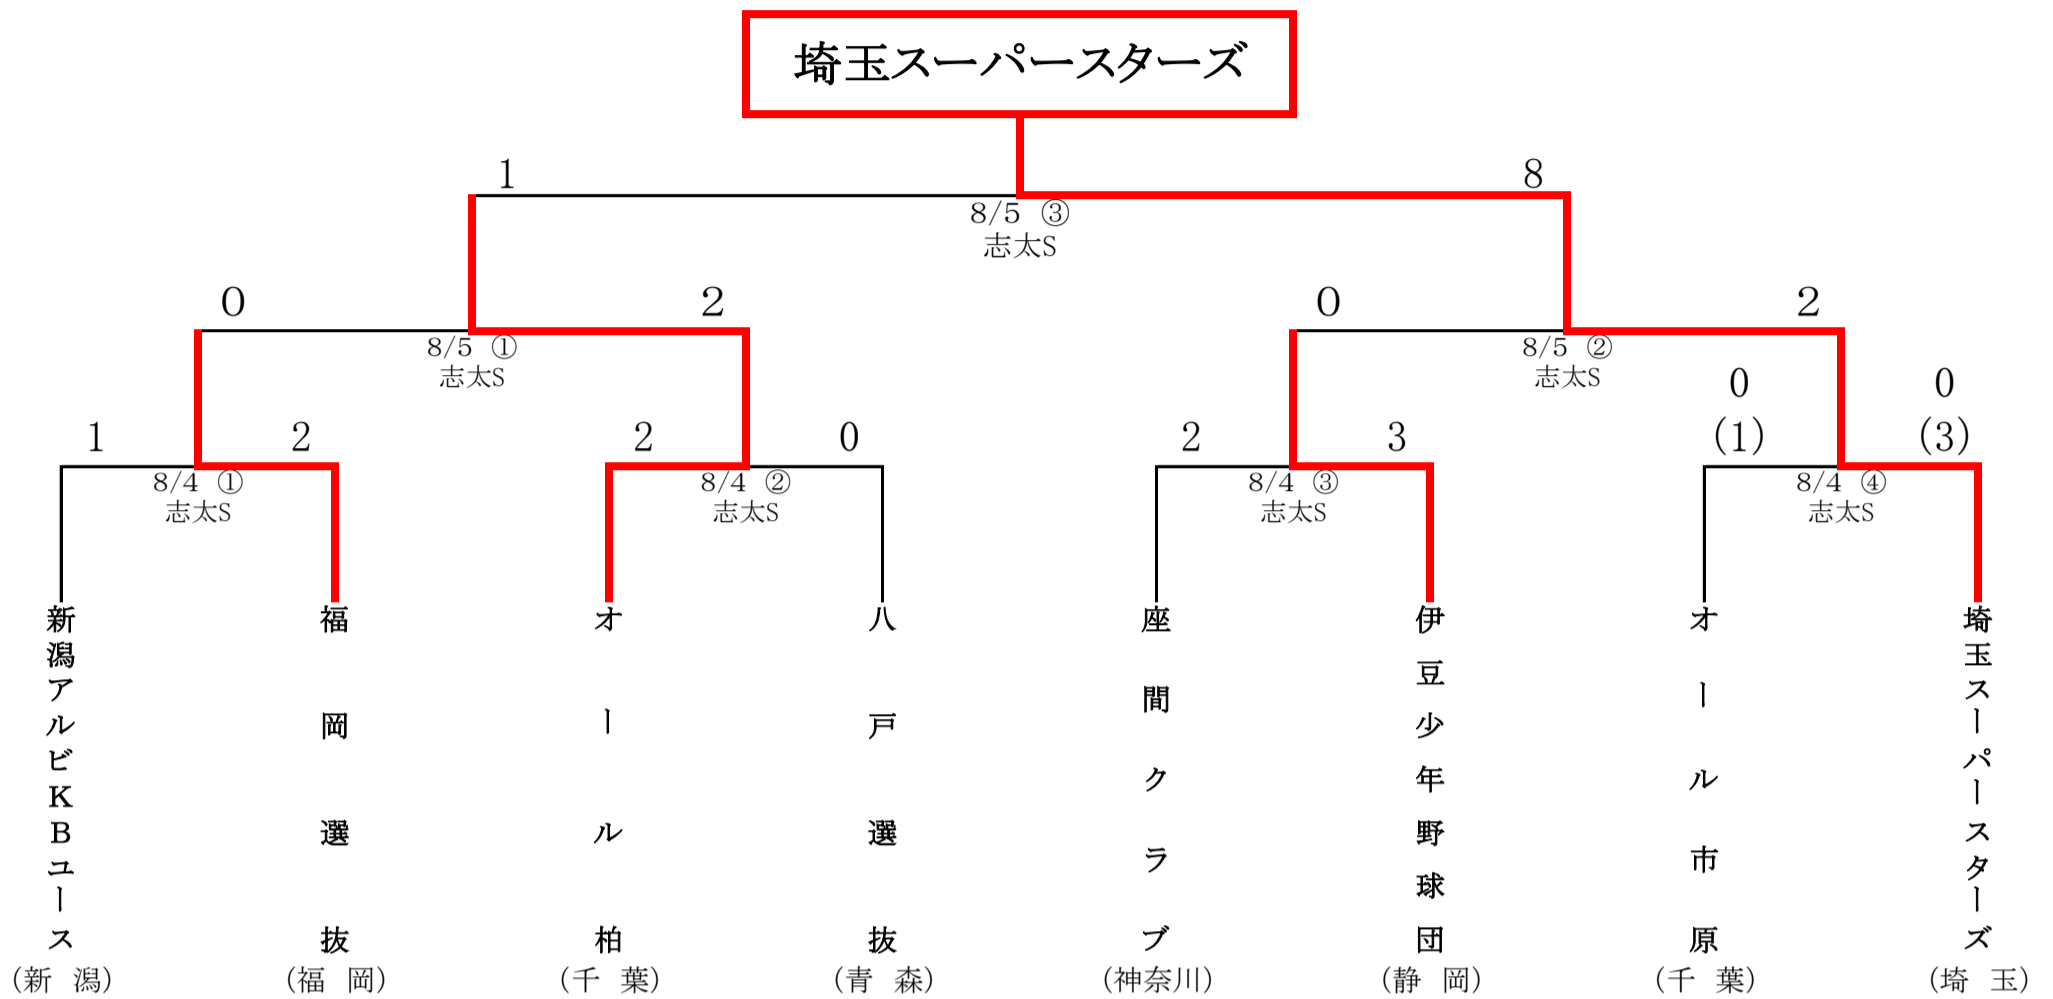 埼玉スーパースターズ
1
8
8/5 ③
志太S
0
2
0
2
8/5 ①
志太S
8/5 ②
志太S
0
0
1
2
2
0
2
3
(1)
(3)
8/4 ①
志太S
8/4 ②
志太S
8/4 ③
志太S
8/4 ④
志太S
新潟アルビKBユース
福岡選抜
オール柏
八戸選抜
座間クラブ
伊豆少年野球団
オール市原
埼玉スーパースターズ
(新 潟)
(福 岡)
(千 葉)
(青 森)
(神奈川)
(静 岡)
(千 葉)
(埼 玉)